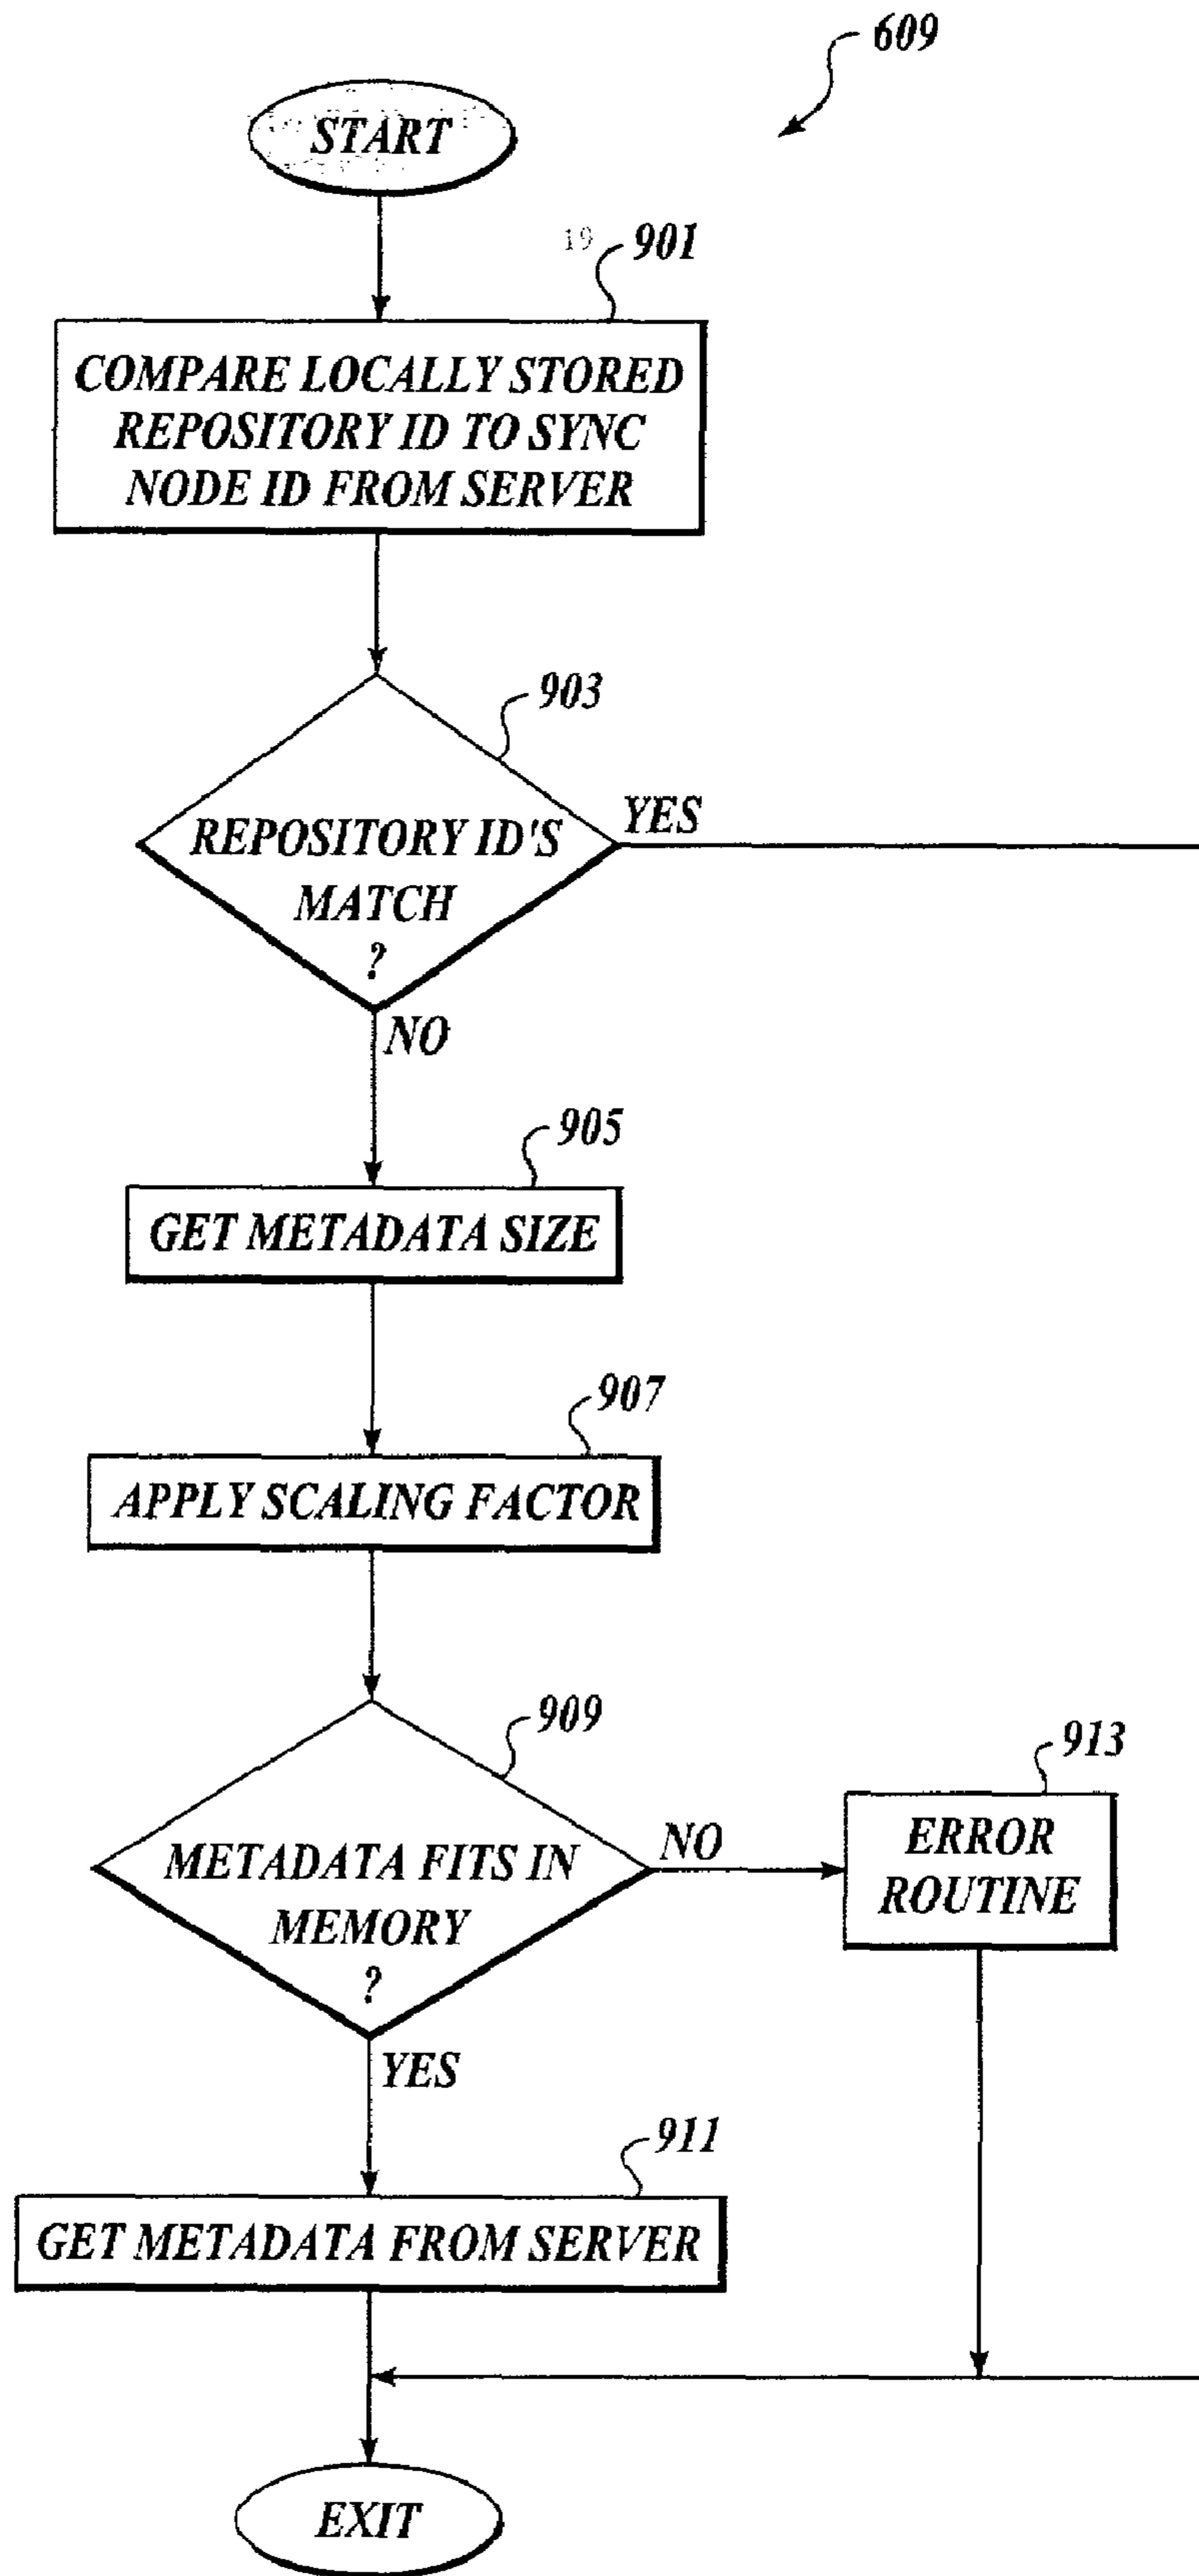 609
START
19
901
COMPARE LOCALLY STORED
REPOSITORY ID TO SYNC
NODE ID FROM SERVER
903
REPOSITORY ID'S
MATCH
?
YES
NO
905
GET METADATA SIZE
907
APPLY SCALING FACTOR
909
METADATA FITS IN
MEMORY
?
NO
913
ERROR
ROUTINE
YES
911
GET METADATA FROM SERVER
EXIT